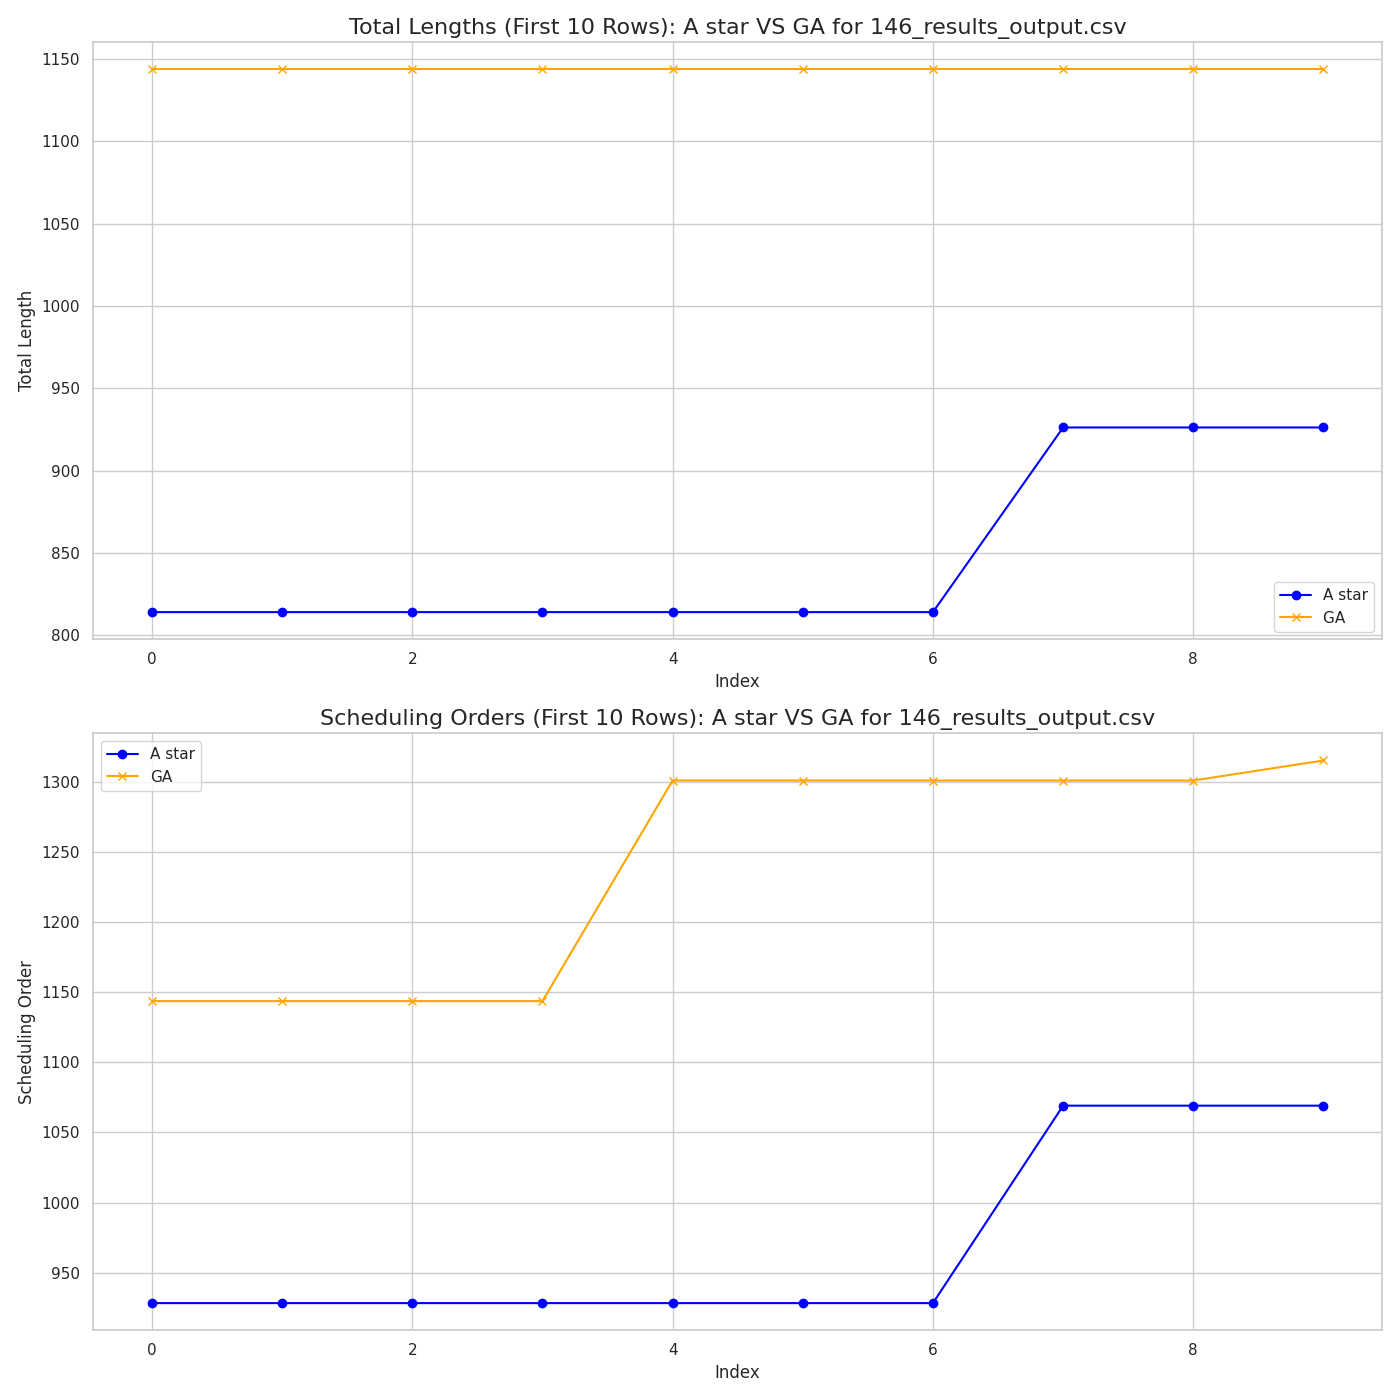 Total Lengths (First 10 Rows): A star VS GA for 146_results_output.csv
1150
1100
1050
1000
950
900
850
800
Total Length
A star
GA
0 2 4 6 8
Index
Scheduling Orders (First 10 Rows): A star VS GA for 146_results_output.csv
A star
GA
1300
1250
1200
1150
1100
1050
1000
950
Scheduling Order
0 2 4 6 8
Index